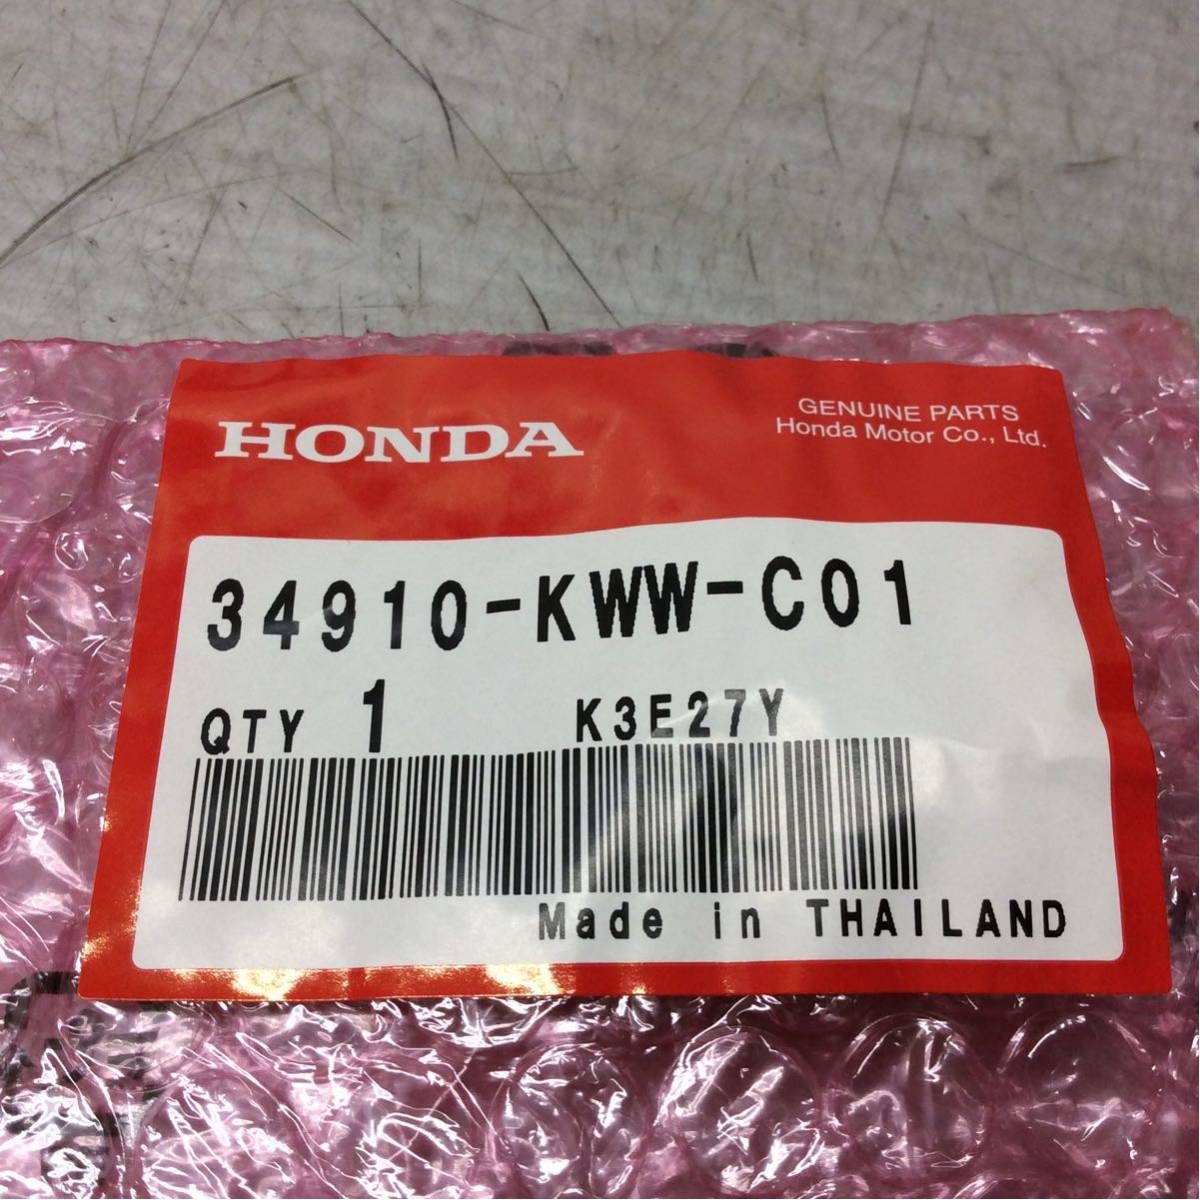 HONDA
GENUINE PARTS
Honda Motor Co., Ltd.
34910-KWW-C01
QTY 1 K3E27Y
Made in THAILAND